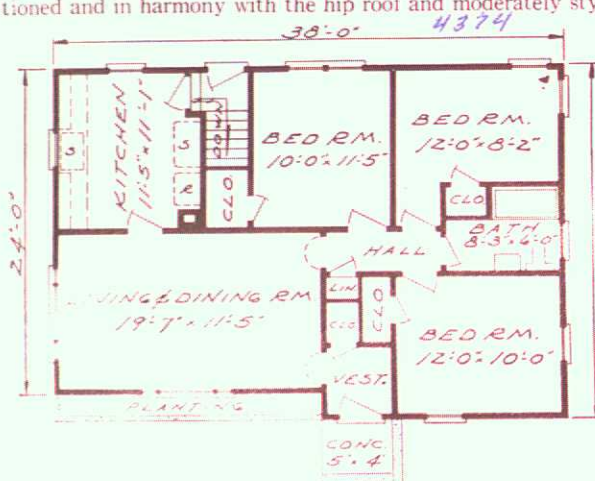 tioned and in harmony with the hip roof and moderately sty
4374
38'-0"
24'-0"
KITCHEN
11'-5" x 11'-1"
S
S
R
DOWN
CLO.
BED RM.
10'-0" x 11'-5"
BED RM.
12'-0" x 8'-2"
CLO
BATH
8'-3" x 6'-0"
HALL
LIVING & DINING RM
19'-7" x 11'-5"
LIN
CLO
CLO
VEST.
BED RM.
12'-0" x 10'-0"
PLANTING
CONC.
5' x 4'